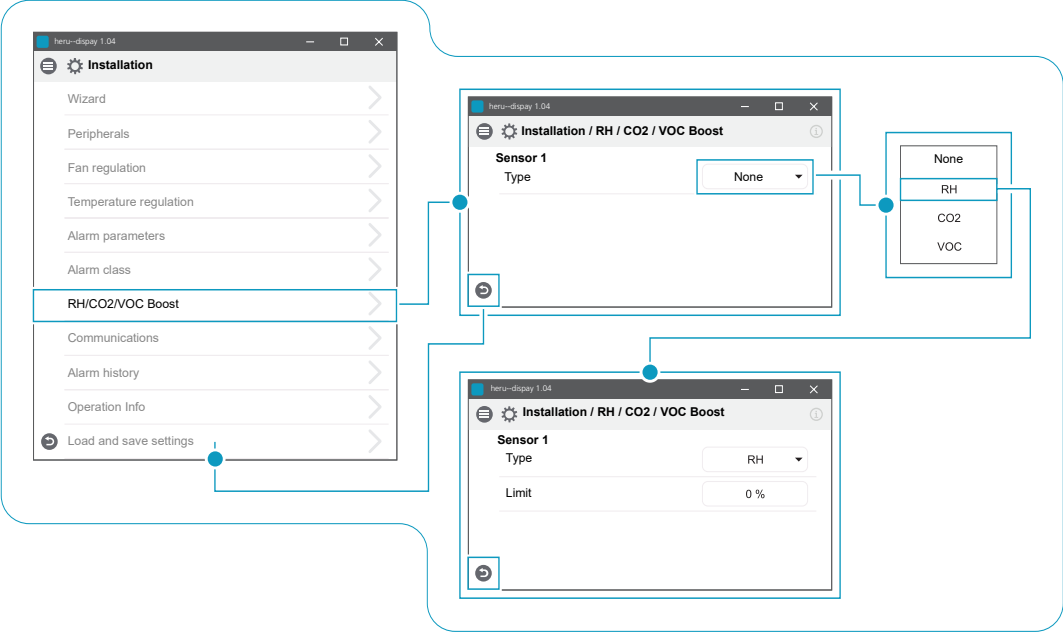 heru--dispay 1.04
Installation
Wizard
Peripherals
Fan regulation
Temperature regulation
Alarm parameters
Alarm class
RH/CO2/VOC Boost
Communications
Alarm history
Operation Info
Load and save settings
heru--dispay 1.04
Installation / RH / CO2 / VOC Boost
Sensor 1
Type None
None
RH
CO2
VOC
heru--dispay 1.04
Installation / RH / CO2 / VOC Boost
Sensor 1
Type RH
Limit 0 %